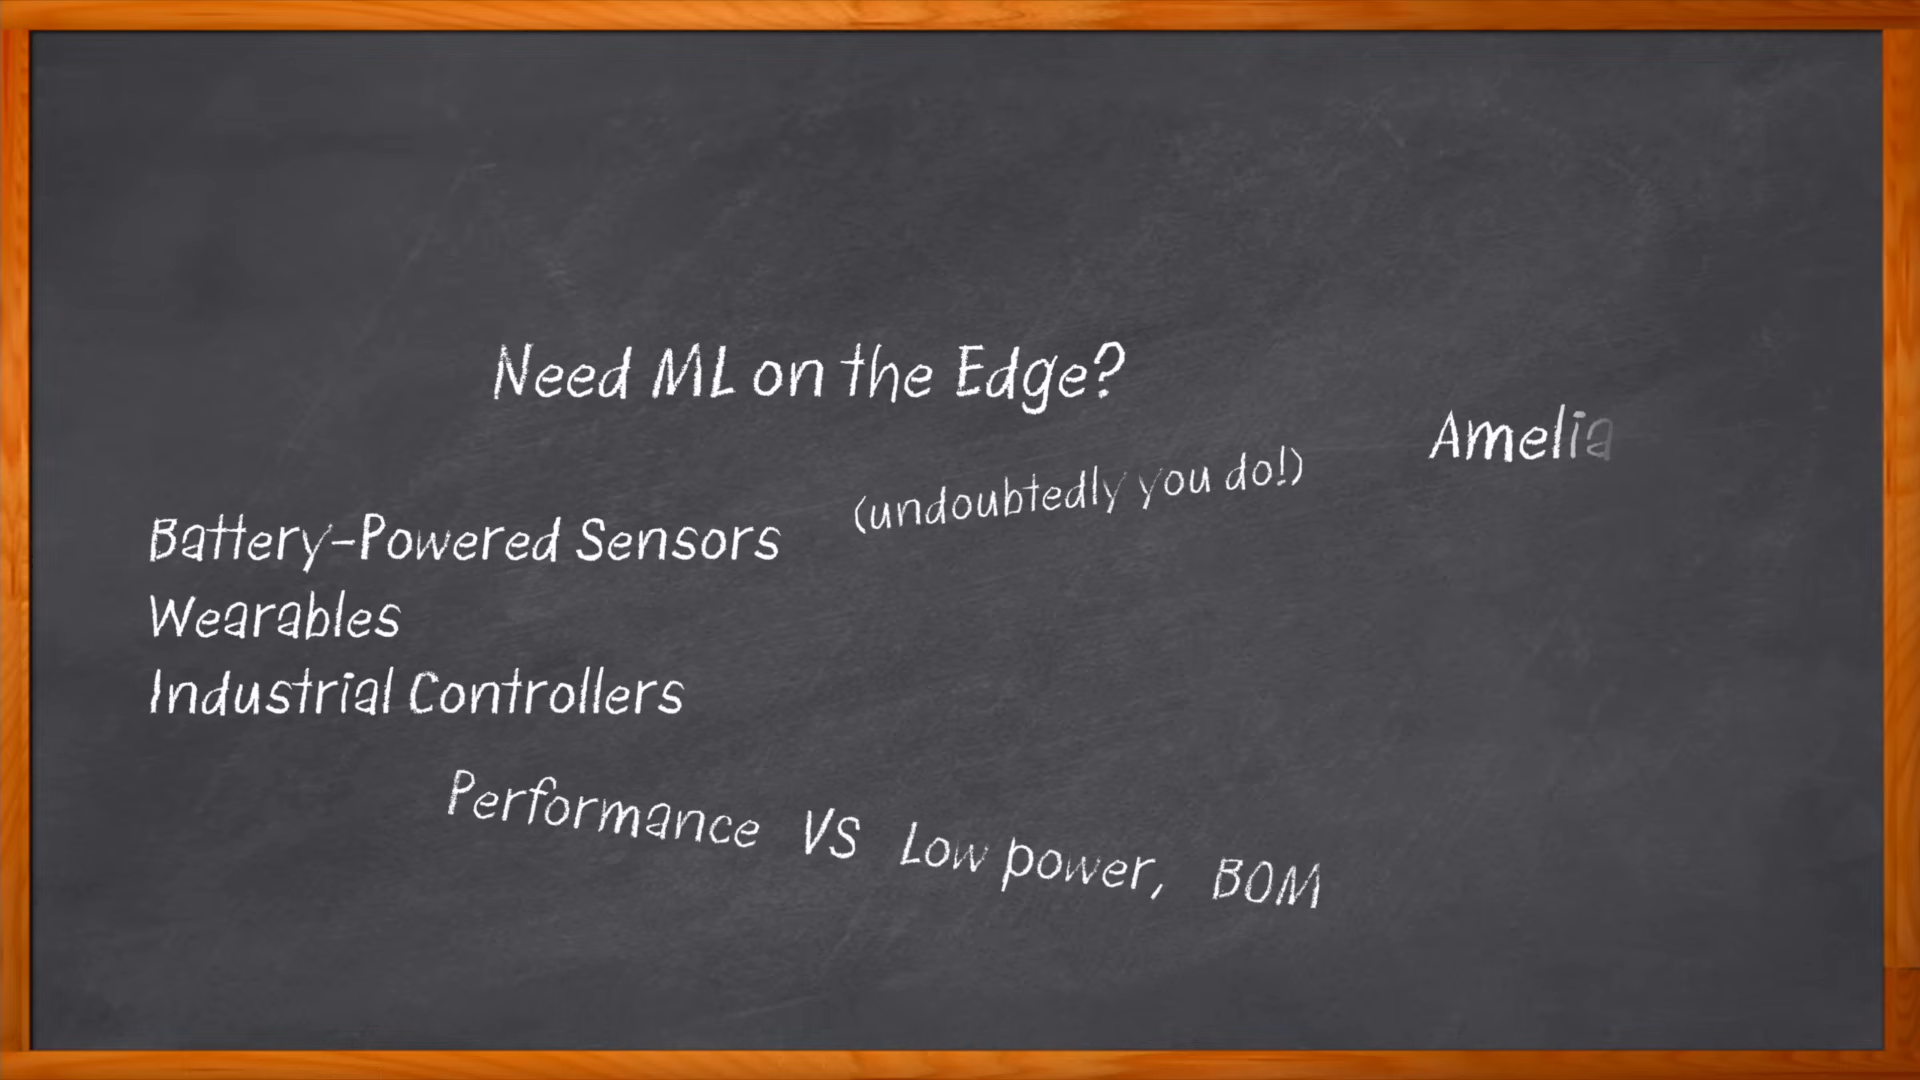 Need ML on the Edge?
Amelia
(undoubtedly you do!)
Battery-Powered Sensors
Wearables
Industrial Controllers
Performance VS Low power, BOM